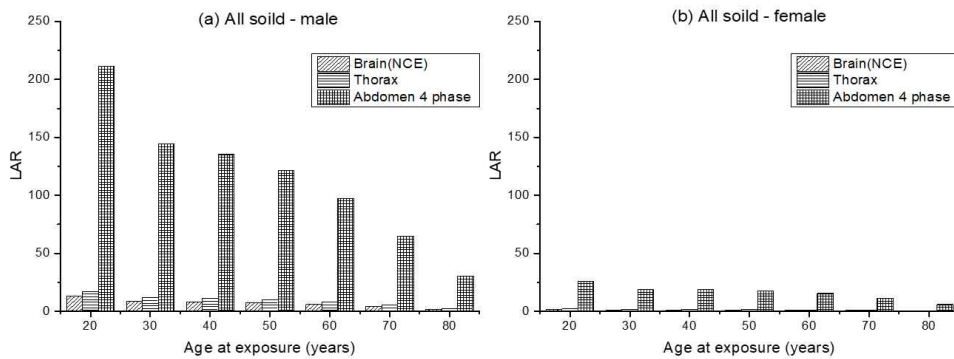 (a) All soild - male
250
200
150
100
50
0
LAR
Brain(NCE)
Thorax
Abdomen 4 phase
20 30 40 50 60 70 80
Age at exposure (years)
(b) All soild - female
250
200
150
100
50
0
LAR
Brain(NCE)
Thorax
Abdomen 4 phase
20 30 40 50 60 70 80
Age at exposure (years)